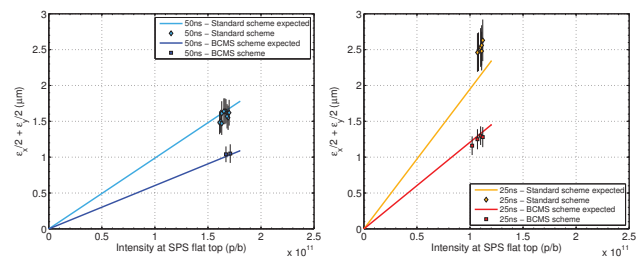 3
2.5
2
1.5
1
0.5
0
0 0.5 1 1.5 2 2.5
x 10^11
Intensity at SPS flat top (p/b)
ε_x/2 + ε_y/2 (μm)
50ns − Standard scheme expected
50ns − Standard scheme
50ns − BCMS scheme expected
50ns − BCMS scheme
3
2.5
2
1.5
1
0.5
0
0 0.5 1 1.5 2 2.5
x 10^11
Intensity at SPS flat top (p/b)
ε_x/2 + ε_y/2 (μm)
25ns − Standard scheme expected
25ns − Standard scheme
25ns − BCMS scheme expected
25ns − BCMS scheme